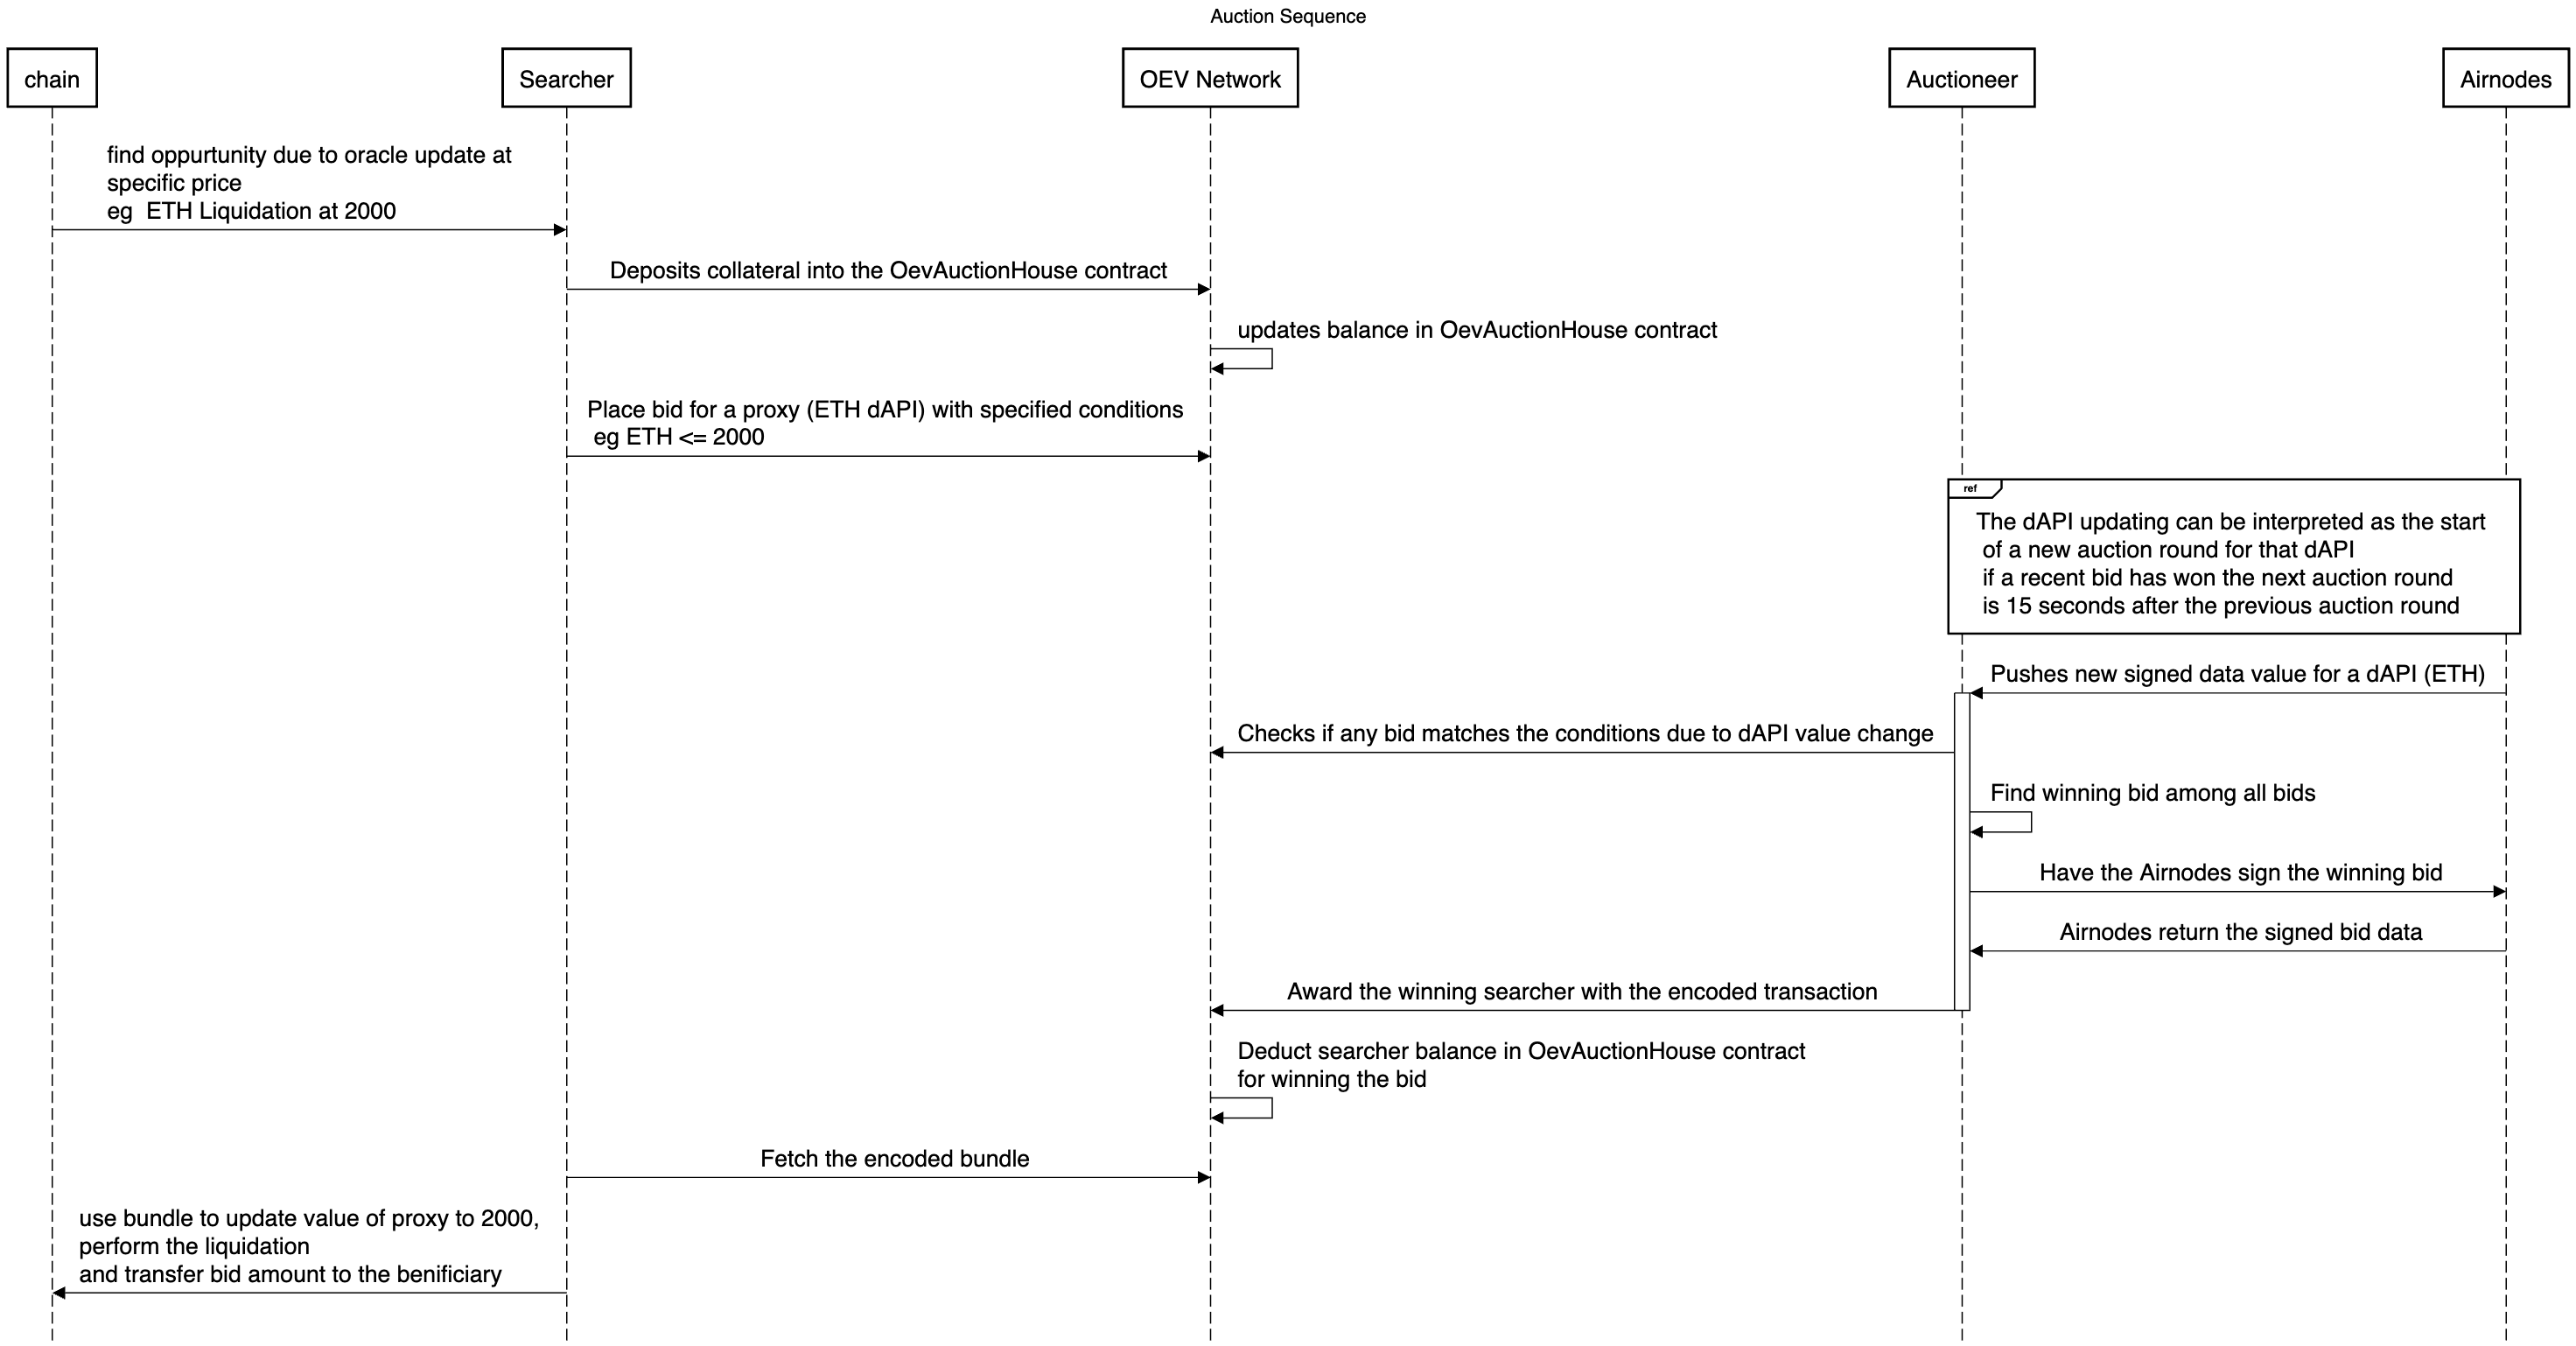 Auction Sequence
chain
Searcher
OEV Network
Auctioneer
Airnodes
find oppurtunity due to oracle update at
specific price
eg  ETH Liquidation at 2000
Deposits collateral into the OevAuctionHouse contract
updates balance in OevAuctionHouse contract
Place bid for a proxy (ETH dAPI) with specified conditions
eg ETH <= 2000
ref
The dAPI updating can be interpreted as the start
of a new auction round for that dAPI
if a recent bid has won the next auction round
is 15 seconds after the previous auction round
Pushes new signed data value for a dAPI (ETH)
Checks if any bid matches the conditions due to dAPI value change
Find winning bid among all bids
Have the Airnodes sign the winning bid
Airnodes return the signed bid data
Award the winning searcher with the encoded transaction
Deduct searcher balance in OevAuctionHouse contract
for winning the bid
Fetch the encoded bundle
use bundle to update value of proxy to 2000,
perform the liquidation
and transfer bid amount to the benificiary